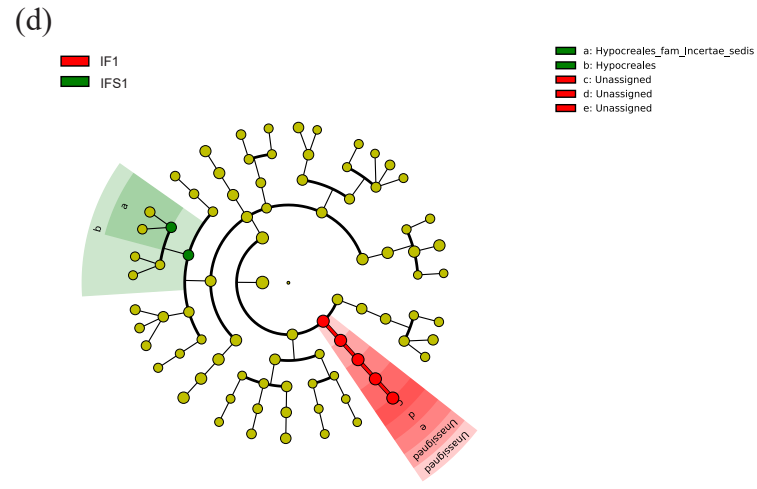 (d)
IF1
IFS1
a: Hypocreales_fam_Incertae_sedis
b: Hypocreales
c: Unassigned
d: Unassigned
e: Unassigned
a
b
c
d
e
Unassigned
Unassigned